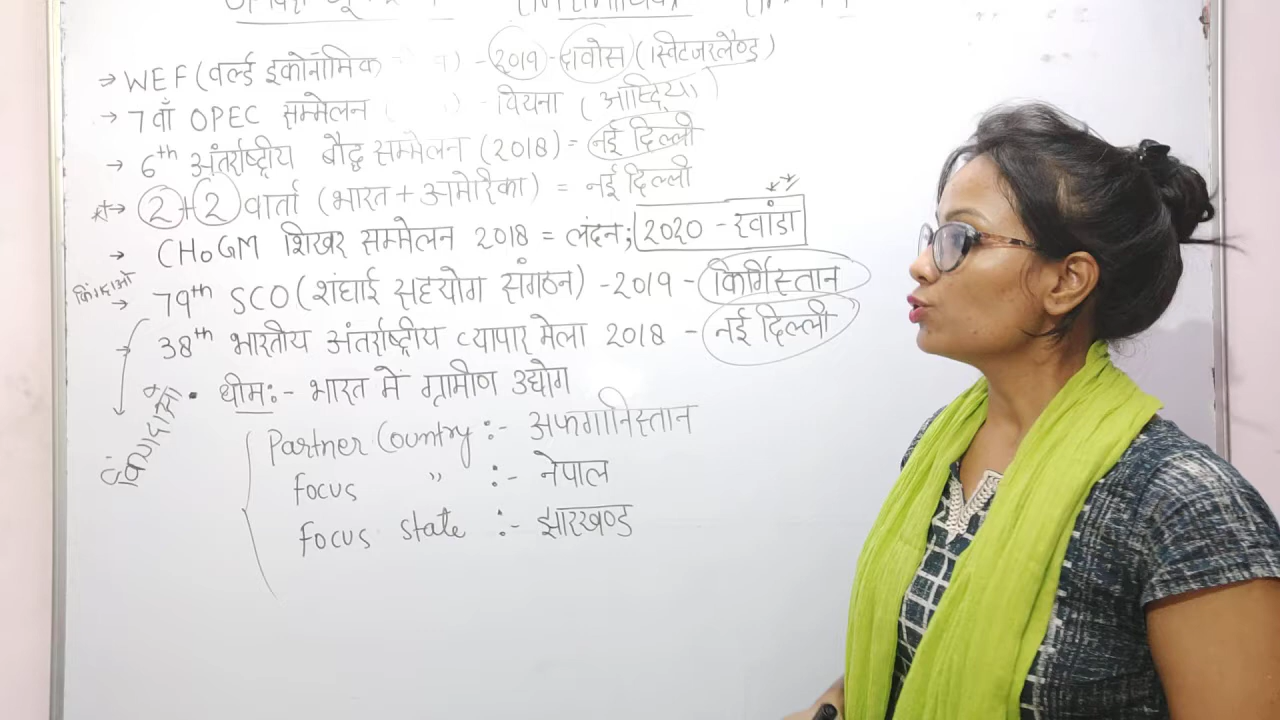 → WEF (वर्ल्ड इकोनॉमिक ) - 2019 - दावोस (स्विटजरलैण्ड)
→ 7वाँ OPEC सम्मेलन ( ) - वियना (आस्ट्रिया)
→ 6th अंतर्राष्ट्रीय बौद्ध सम्मेलन (2018) = नई दिल्ली
→ 2+2 वार्ता (भारत + अमेरिका) = नई दिल्ली
→ CHoGM शिखर सम्मेलन 2018 = लंदन; 2020 - रवांडा
→ 79th SCO (शंघाई सहयोग संगठन) - 2019 - किर्गिस्तान
→ 38th भारतीय अंतर्राष्ट्रीय व्यापार मेला 2018 - नई दिल्ली
• थीम:- भारत में ग्रामीण उद्योग
Partner Country :- अफगानिस्तान
focus " :- नेपाल
focus state :- झारखण्ड